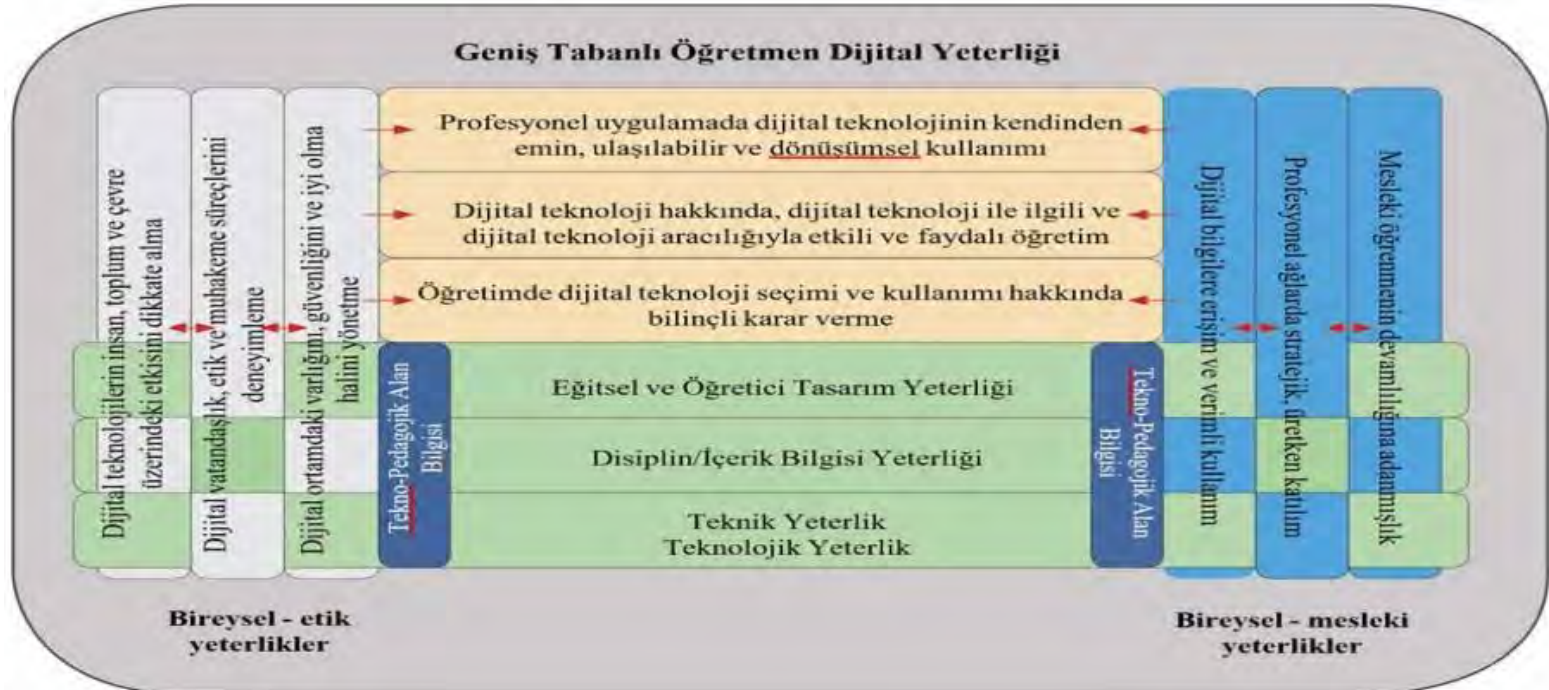 Geniş Tabanlı Öğretmen Dijital Yeterliği
Dijital teknolojilerin insan, toplum ve çevre
üzerindeki etkisini dikkate alma
Dijital vatandaşlık, etik ve muhakeme süreçlerini
deneyimleme
Dijital ortamdaki varlığını, güvenliğini ve iyi olma
halini yönetme
Profesyonel uygulamada dijital teknolojinin kendinden
emin, ulaşılabilir ve dönüşümsel kullanımı
Dijital teknoloji hakkında, dijital teknoloji ile ilgili ve
dijital teknoloji aracılığıyla etkili ve faydalı öğretim
Öğretimde dijital teknoloji seçimi ve kullanımı hakkında
bilinçli karar verme
Tekno-Pedagojik Alan
Bilgisi
Eğitsel ve Öğretici Tasarım Yeterliği
Disiplin/İçerik Bilgisi Yeterliği
Teknik Yeterlik
Teknolojik Yeterlik
Tekno-Pedagojik Alan
Bilgisi
Dijital bilgilere erişim ve verimli kullanım
Profesyonel ağlarda stratejik, üretken katılım
Mesleki öğrenmenin devamlılığına adanmışlık
Bireysel - etik
yeterlikler
Bireysel - mesleki
yeterlikler